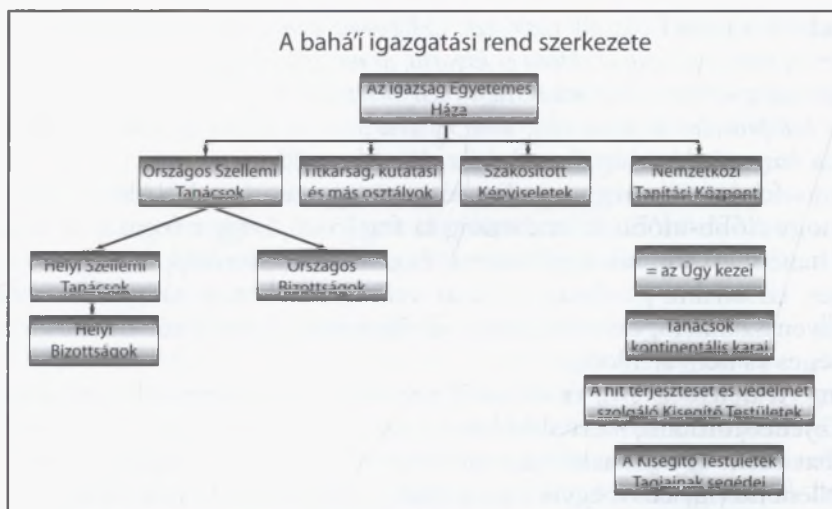 A bahá’í igazgatási rend szerkezete
Az Igazság Egyetemes
Háza
Országos Szellemi
Tanácsok
Titkárság, kutatási
és más osztályok
Szakosított
Képviseletek
Nemzetközi
Tanítási Központ
Helyi Szellemi
Tanácsok
Országos
Bizottságok
= az Ügy kezei
Helyi
Bizottságok
Tanácsok
kontinentális karai
A hit terjesztését és védelmét
szolgáló Kisegítő Testületek
A Kisegítő Testületek
Tagjainak segédei